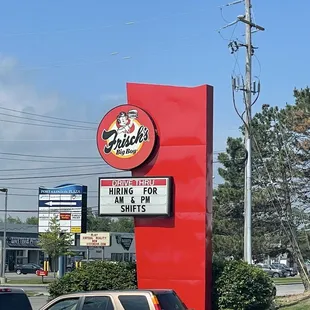 Frisch's
Big Boy
DRIVE-THRU
HIRING FOR
AM & PM
SHIFTS